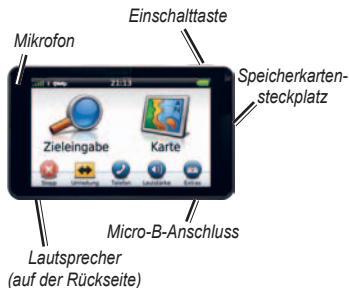 Einschalttaste
Mikrofon
Speicherkarten-
steckplatz
21:13
Zieleingabe
Karte
Stopp
Umleitung
Telefon
Lautstärke
Extras
Micro-B-Anschluss
Lautsprecher
(auf der Rückseite)